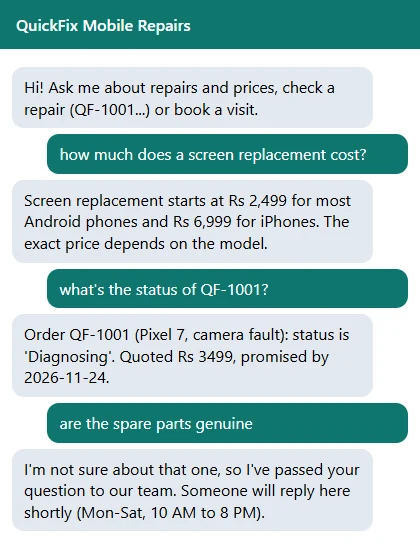 QuickFix Mobile Repairs
Hi! Ask me about repairs and prices, check a
repair (QF-1001...) or book a visit.
how much does a screen replacement cost?
Screen replacement starts at Rs 2,499 for most
Android phones and Rs 6,999 for iPhones. The
exact price depends on the model.
what's the status of QF-1001?
Order QF-1001 (Pixel 7, camera fault): status is
'Diagnosing'. Quoted Rs 3499, promised by
2026-11-24.
are the spare parts genuine
I'm not sure about that one, so I've passed your
question to our team. Someone will reply here
shortly (Mon-Sat, 10 AM to 8 PM).